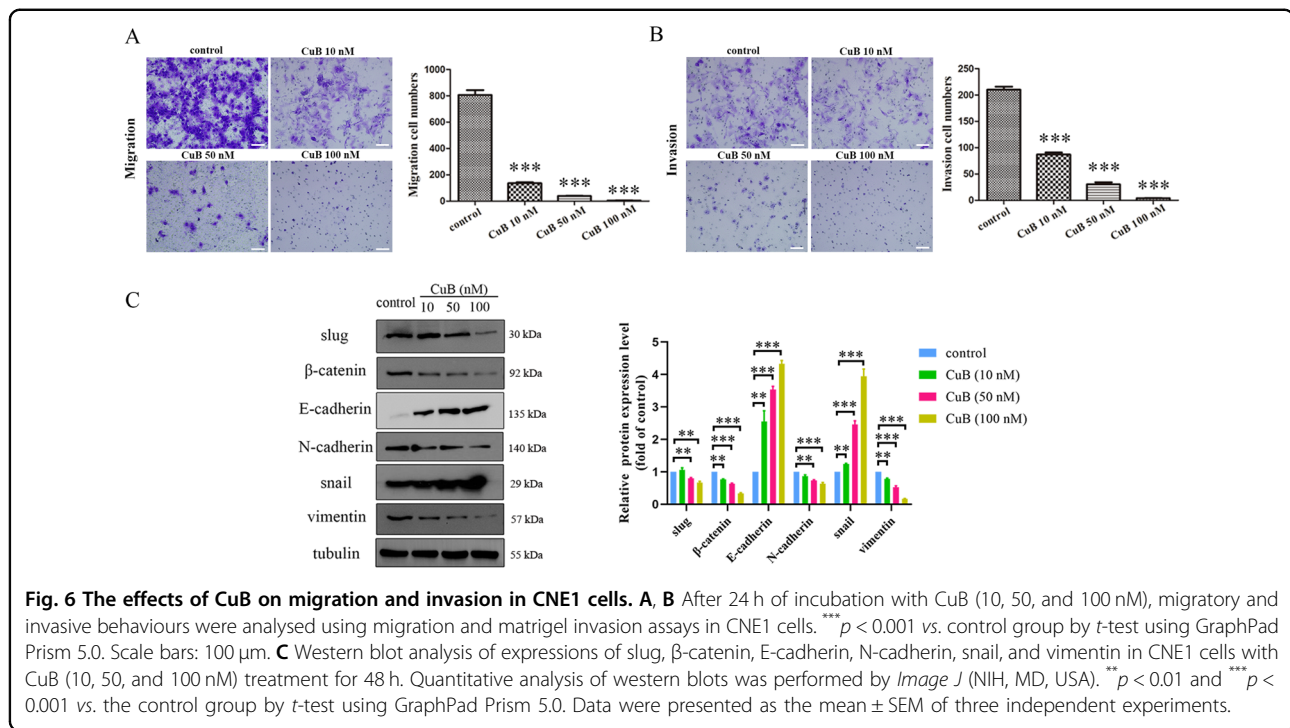 A
control
CuB 10 nM
CuB 50 nM
CuB 100 nM
Migration
Migration cell numbers
1000
800
600
400
200
0
***
***
***
control
CuB 10 nM
CuB 50 nM
CuB 100 nM
B
control
CuB 10 nM
CuB 50 nM
CuB 100 nM
Invasion
Invasion cell numbers
250
200
150
100
50
0
***
***
***
control
CuB 10 nM
CuB 50 nM
CuB 100 nM
C
CuB (nM)
control 10 50 100
slug 30 kDa
β-catenin 92 kDa
E-cadherin 135 kDa
N-cadherin 140 kDa
snail 29 kDa
vimentin 57 kDa
tubulin 55 kDa
Relative protein expression level
(fold of control)
5
4
3
2
1
0
**
**
***
***
**
***
***
**
***
**
***
***
**
***
***
**
slug
β-catenin
E-cadherin
N-cadherin
snail
vimentin
control
CuB (10 nM)
CuB (50 nM)
CuB (100 nM)
Fig. 6 The effects of CuB on migration and invasion in CNE1 cells. A, B After 24 h of incubation with CuB (10, 50, and 100 nM), migratory and
invasive behaviours were analysed using migration and matrigel invasion assays in CNE1 cells. ***p < 0.001 vs. control group by t-test using GraphPad
Prism 5.0. Scale bars: 100 μm. C Western blot analysis of expressions of slug, β-catenin, E-cadherin, N-cadherin, snail, and vimentin in CNE1 cells with
CuB (10, 50, and 100 nM) treatment for 48 h. Quantitative analysis of western blots was performed by Image J (NIH, MD, USA). **p < 0.01 and ***p <
0.001 vs. the control group by t-test using GraphPad Prism 5.0. Data were presented as the mean ± SEM of three independent experiments.